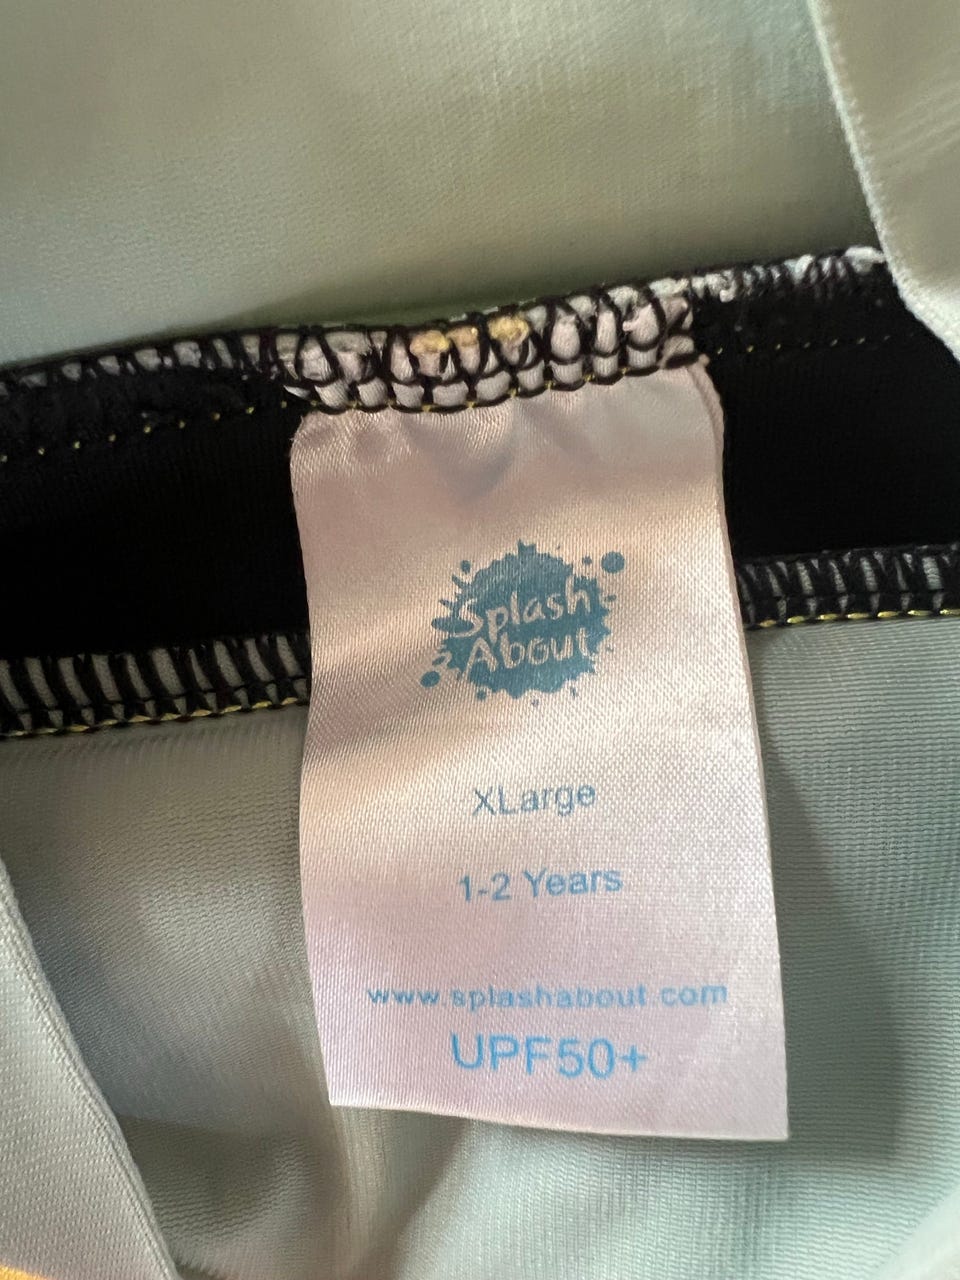 Splash
About
XLarge
1-2 Years
www.splashabout.com
UPF50+